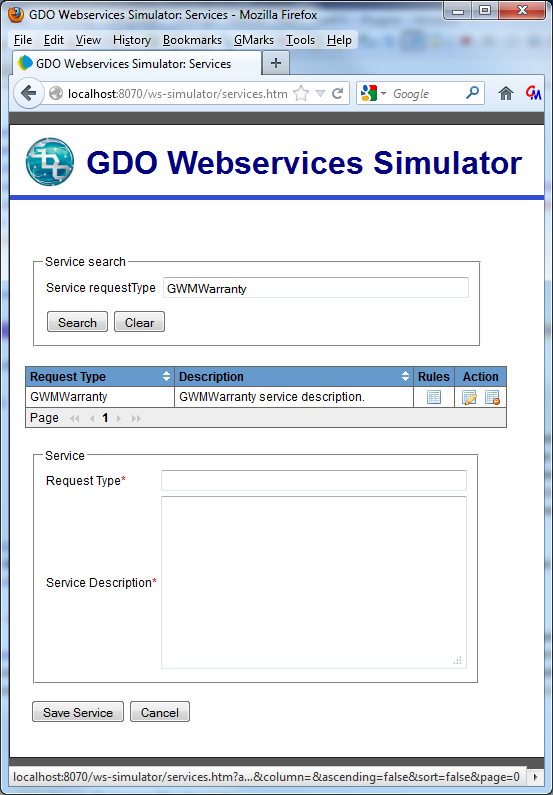 GDO Webservices Simulator: Services - Mozilla Firefox
File Edit View History Bookmarks GMarks Tools Help
GDO Webservices Simulator: Services
localhost:8070/ws-simulator/services.htm Google
GDO Webservices Simulator
Service search
Service requestType GWMWarranty
Search Clear
Request Type Description Rules Action
GWMWarranty GWMWarranty service description.
Page 1
Service
Request Type*
Service Description*
Save Service Cancel
localhost:8070/ws-simulator/services.htm?a...&column=&ascending=false&sort=false&page=0